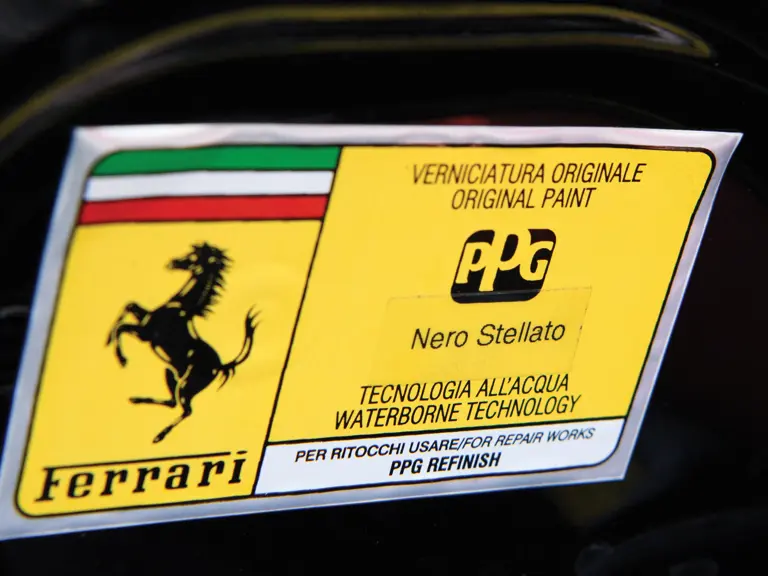 Ferrari
VERNICIATURA ORIGINALE
ORIGINAL PAINT
PPG
Nero Stellato
TECNOLOGIA ALL'ACQUA
WATERBORNE TECHNOLOGY
PER RITOCCHI USARE/FOR REPAIR WORKS
PPG REFINISH